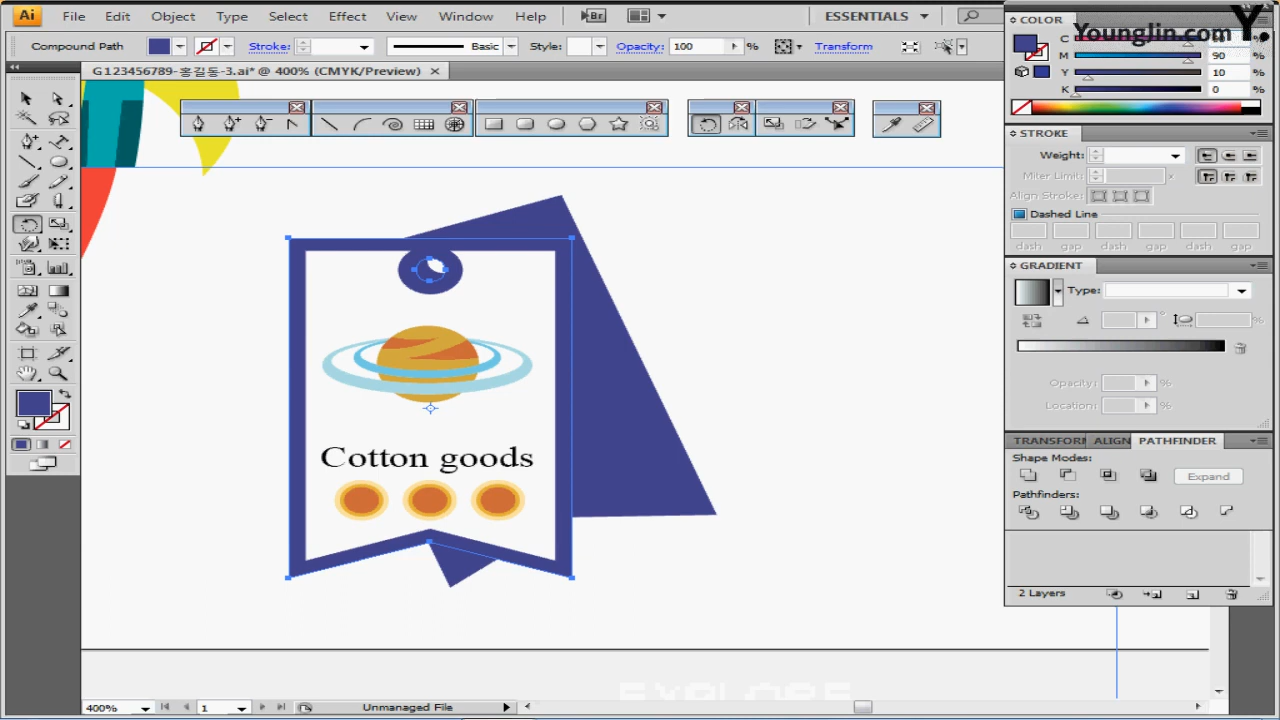 Ai File Edit Object Type Select Effect View Window Help Br ESSENTIALS
Compound Path Stroke: Basic Style: Opacity: 100 % Transform
G123456789-홍길동-3.ai* @ 400% (CMYK/Preview)
COLOR
Younglin.com
Y.
C %
M 90 %
Y 10 %
K 0 %
STROKE
Weight:
Miter Limit: x
Align Stroke:
Dashed Line
dash gap dash gap dash gap
GRADIENT
Type:
°
%
Opacity: %
Location: %
TRANSFORM ALIGN PATHFINDER
Shape Modes:
Expand
Pathfinders:
2 Layers
Cotton goods
400% 1 Unmanaged File